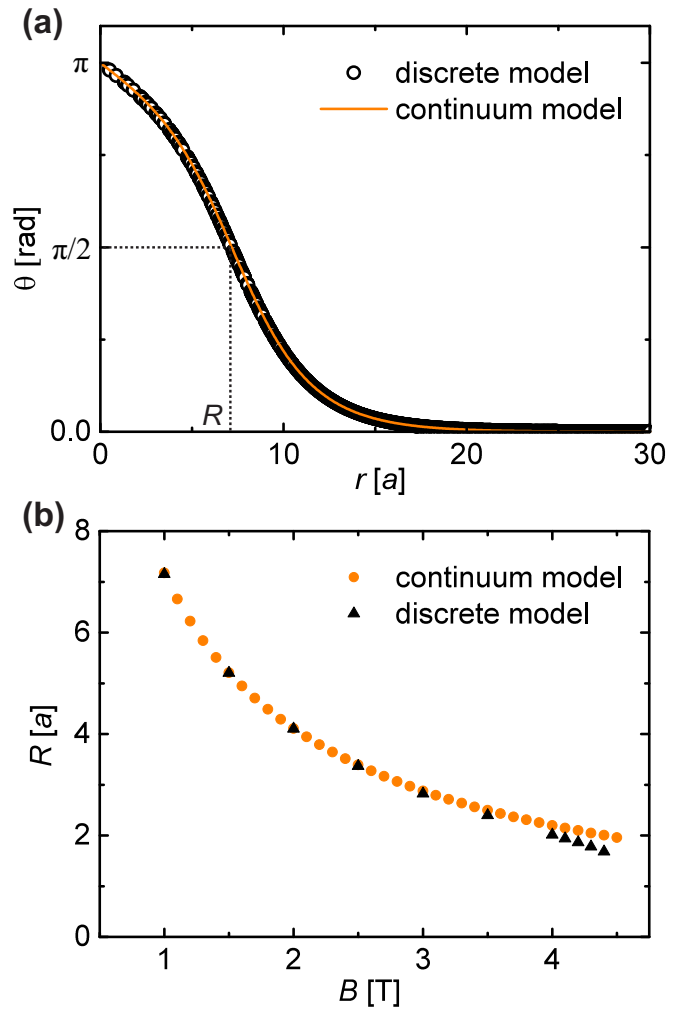 (a)
π
discrete model
continuum model
θ [rad]
π/2
R
0.0
0 10 20 30
r [a]
(b)
8
continuum model
discrete model
6
R [a]
4
2
0
1 2 3 4
B [T]